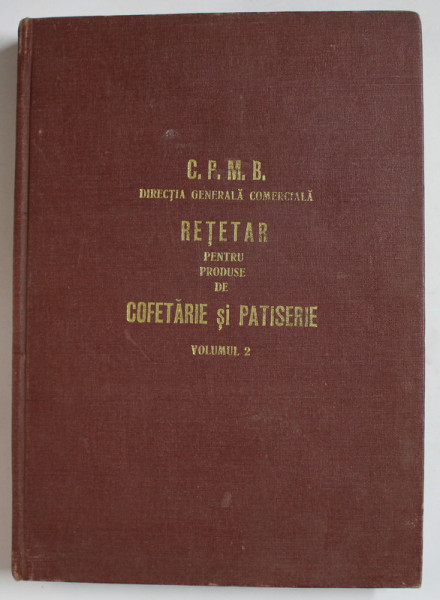 C. P. M. B.
DIRECȚIA GENERALĂ COMERCIALĂ
REȚETAR
PENTRU
PRODUSE
DE
COFETĂRIE și PATISERIE
VOLUMUL 2